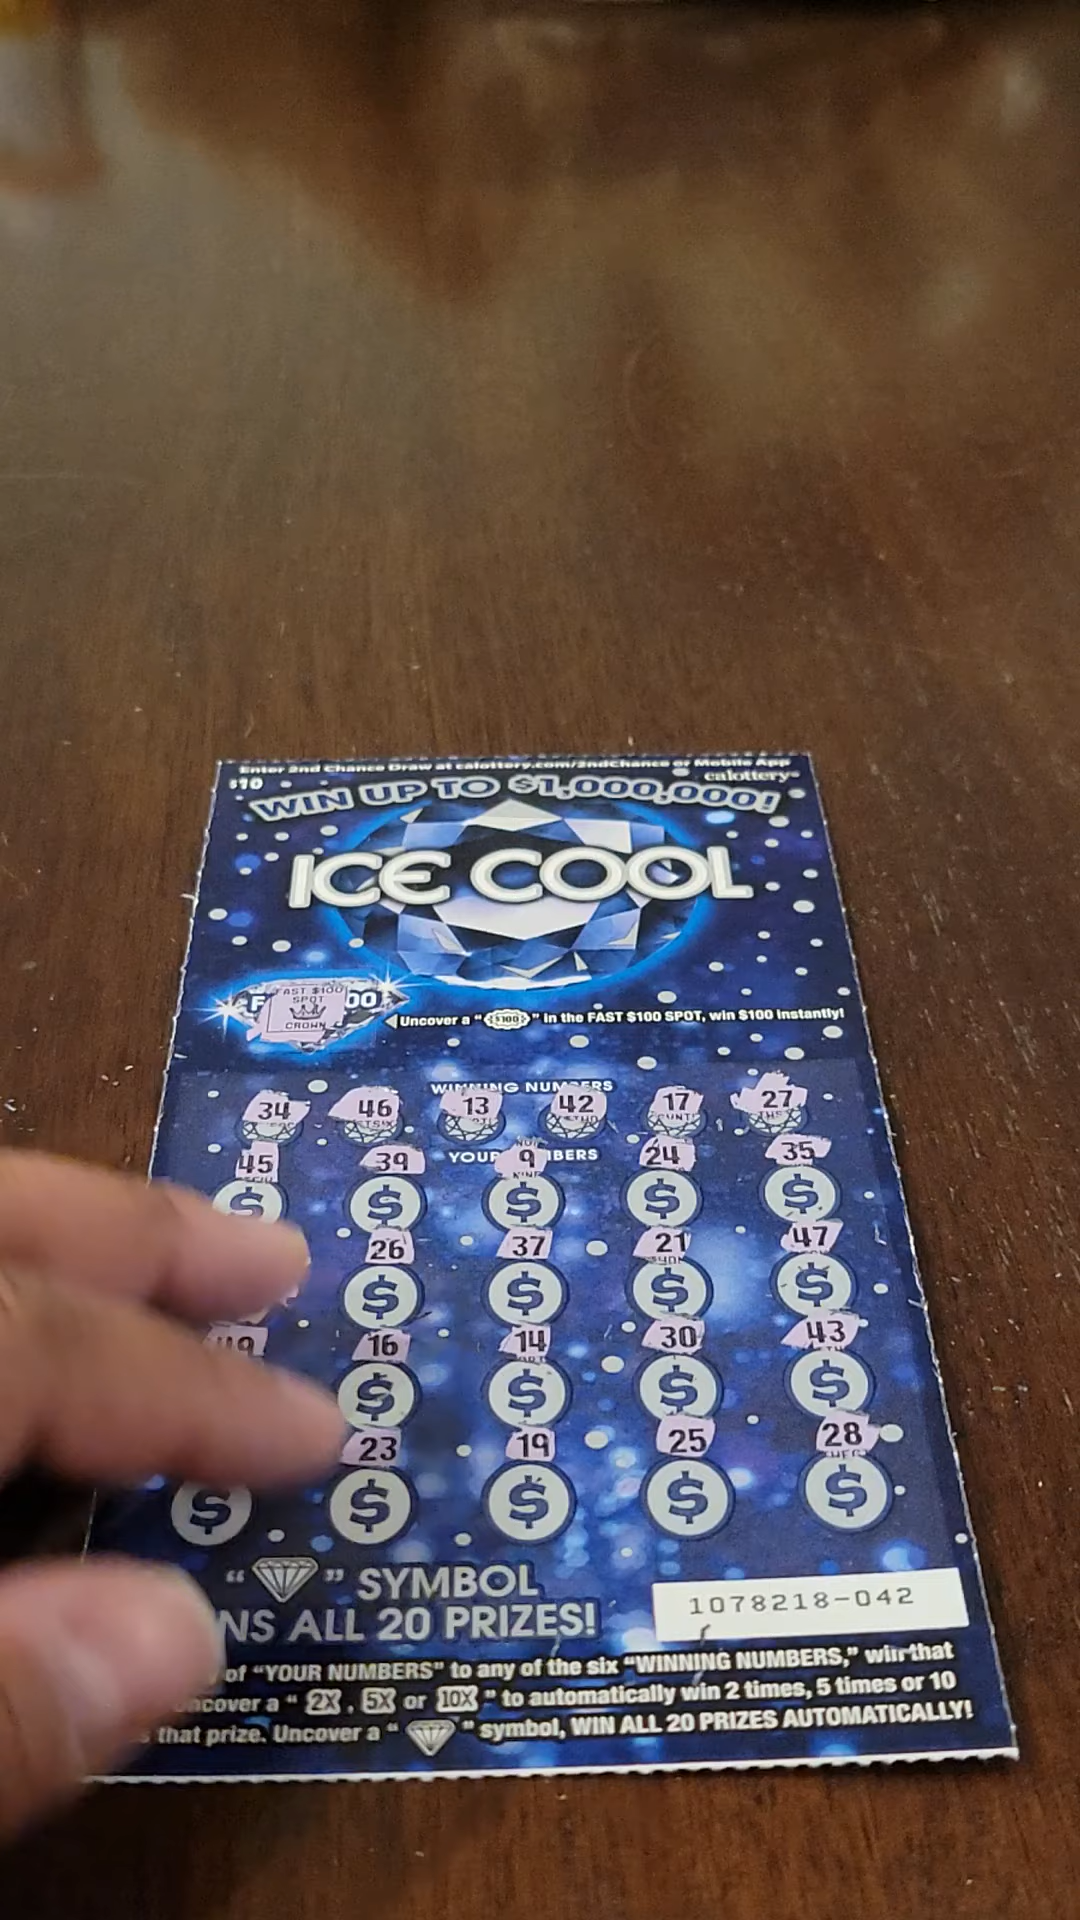 Enter 2nd Chance Draw at calottery.com/2ndChance or Mobile App
$10
calottery
WIN UP TO $1,000,000!
ICE COOL
FAST $100
SPOT
CROWN
Uncover a "$100" in the FAST $100 SPOT, win $100 instantly!
WINNING NUMBERS
34 46 13 42 17 27
YOUR NUMBERS
45 39 9 24 35
NINE
$ $ $ $ $
26 37 21 47
$ $ $ $
49 16 14 30 43
$ $ $ $
23 19 25 28
$ $ $ $ $
" " SYMBOL
NS ALL 20 PRIZES!
1078218-042
of "YOUR NUMBERS" to any of the six "WINNING NUMBERS," win that
ncover a " 2X , 5X or 10X " to automatically win 2 times, 5 times or 10
that prize. Uncover a " " symbol, WIN ALL 20 PRIZES AUTOMATICALLY!